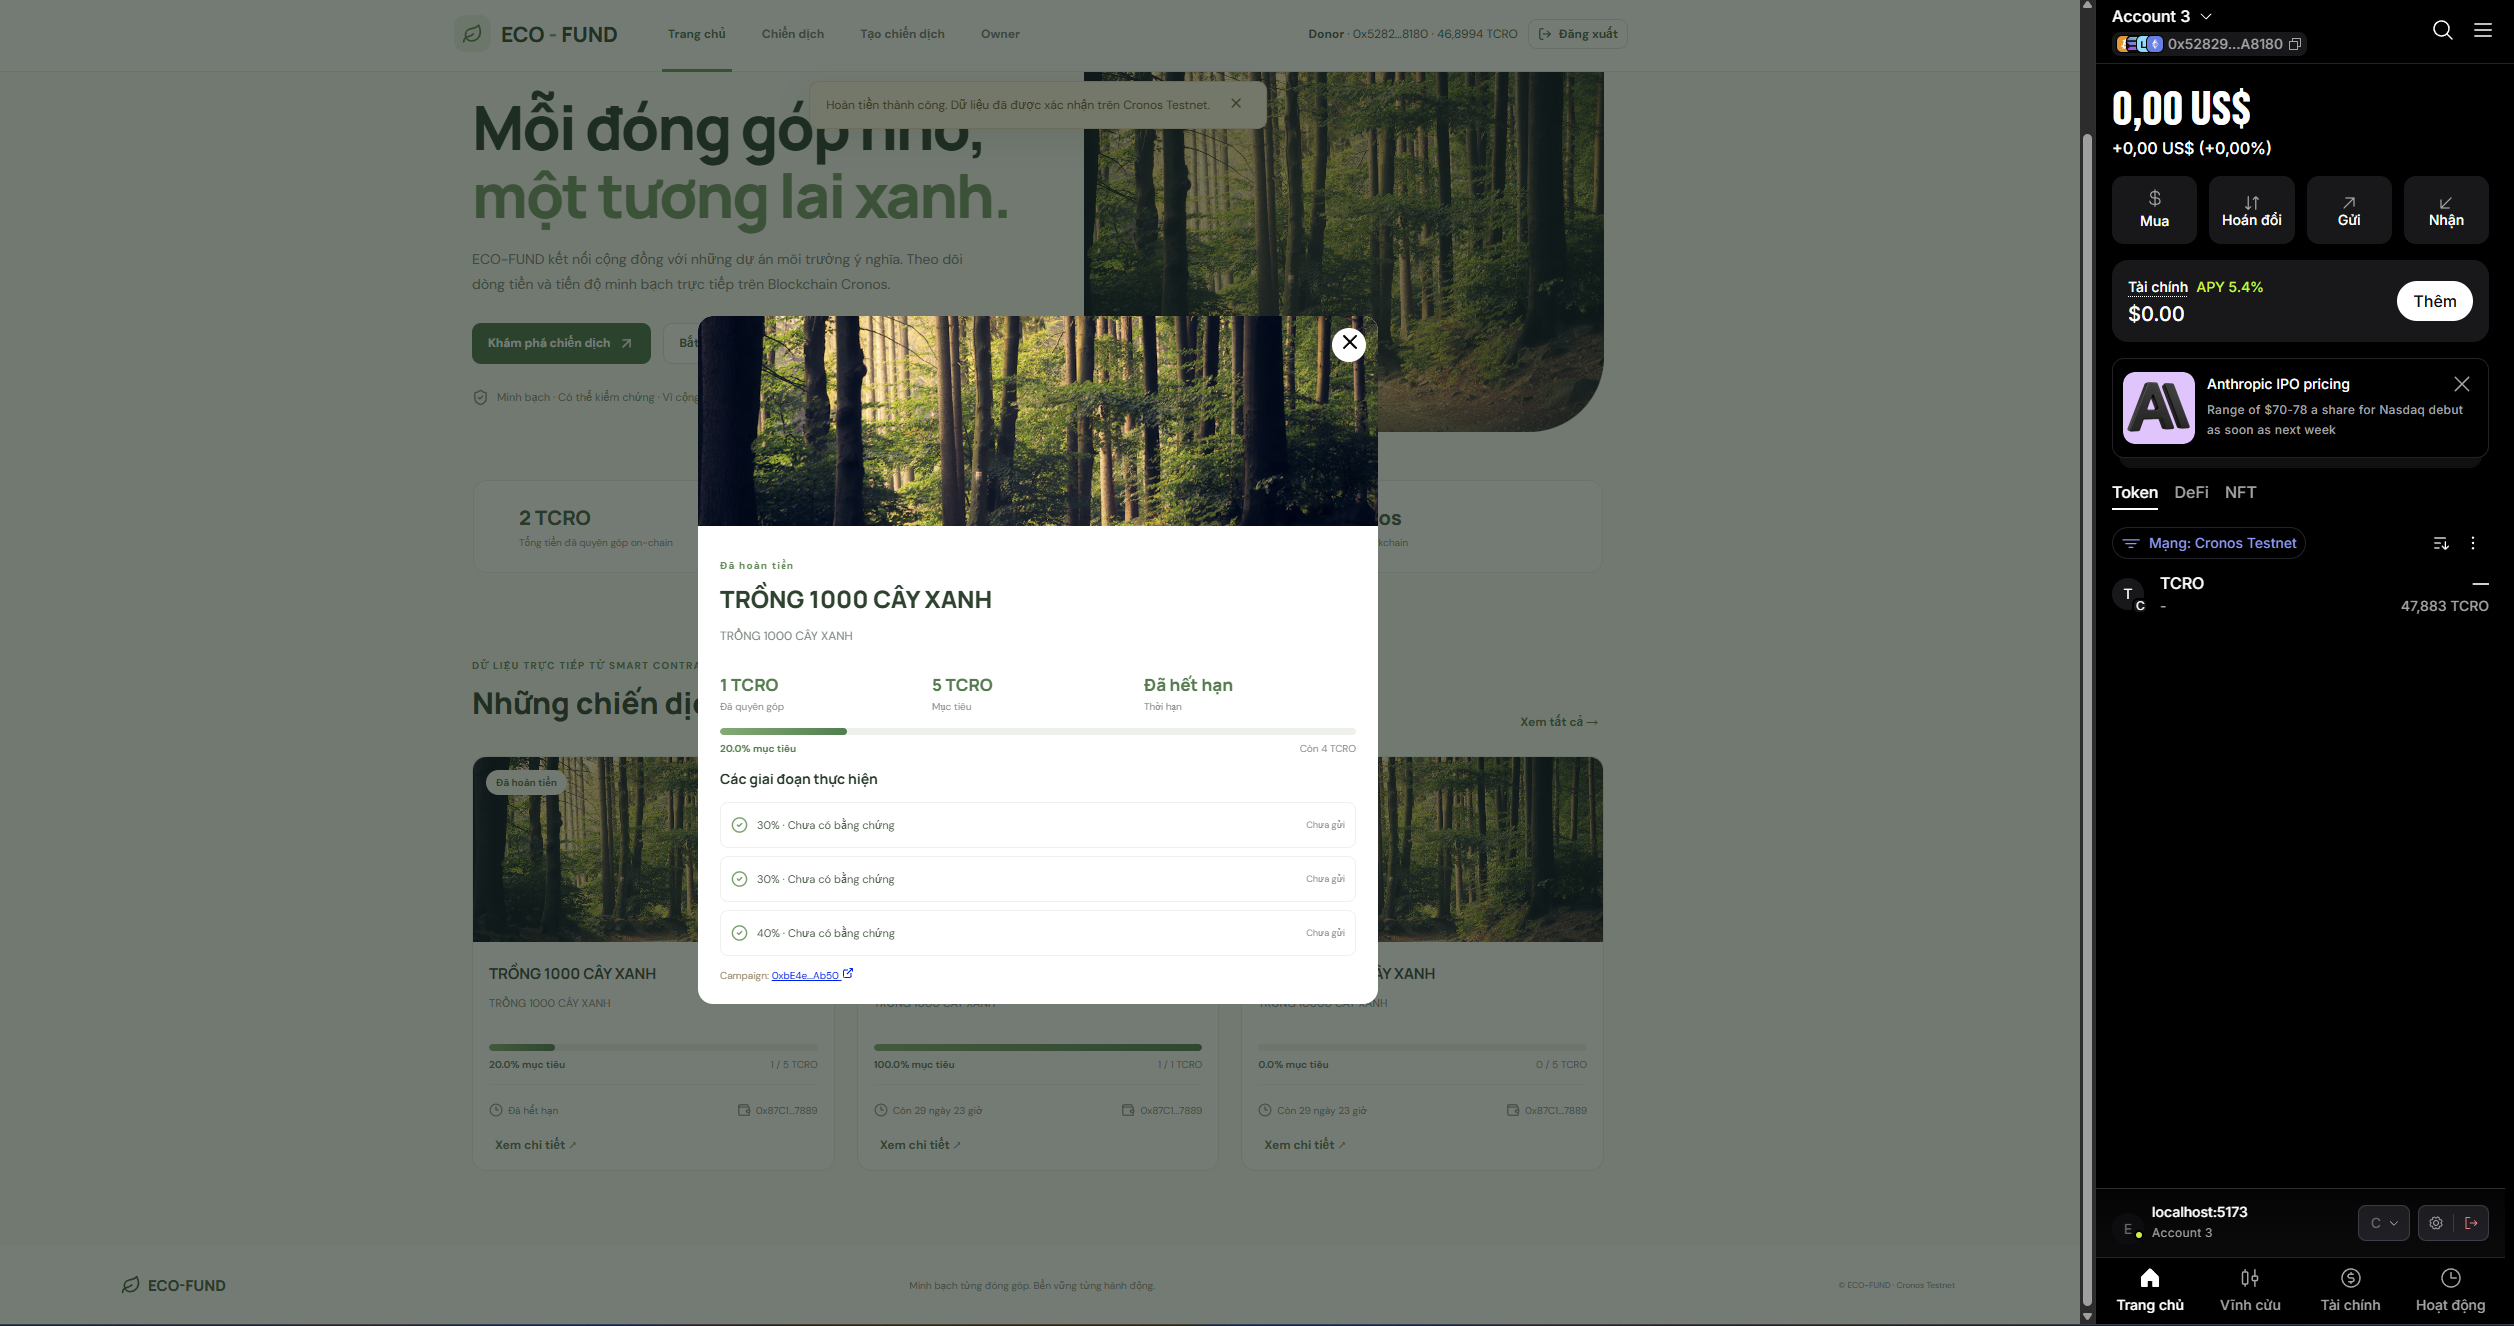 ECO - FUND
Trang chủ
Chiến dịch
Tạo chiến dịch
Owner
Donor · 0x5282...8180 · 46,8994 TCRO
Đăng xuất
Hoàn tiền thành công. Dữ liệu đã được xác nhận trên Cronos Testnet.
Mỗi đóng góp nhỏ,
một tương lai xanh.
ECO-FUND kết nối cộng đồng với những dự án môi trường ý nghĩa. Theo dõi
dòng tiền và tiến độ minh bạch trực tiếp trên Blockchain Cronos.
Khám phá chiến dịch
Bắt
Minh bạch · Có thể kiểm chứng · Vì cộng
2 TCRO
Tổng tiền đã quyên góp on-chain
os
kchain
DỮ LIỆU TRỰC TIẾP TỪ SMART CONTRA
Những chiến dị
Xem tất cả →
Đã hoàn tiền
TRỒNG 1000 CÂY XANH
TRỒNG 1000 CÂY XANH
1 TCRO
Đã quyên góp
5 TCRO
Mục tiêu
Đã hết hạn
Thời hạn
20.0% mục tiêu
Còn 4 TCRO
Các giai đoạn thực hiện
30% · Chưa có bằng chứng
Chưa gửi
30% · Chưa có bằng chứng
Chưa gửi
40% · Chưa có bằng chứng
Chưa gửi
Campaign: 0xbE4e...Ab50
Đã hoàn tiền
TRỒNG 1000 CÂY XANH
TRỒNG 1000 CÂY XANH
20.0% mục tiêu
1 / 5 TCRO
Đã hết hạn
0x87C1...7889
Xem chi tiết ↗
100.0% mục tiêu
1 / 1 TCRO
Còn 29 ngày 23 giờ
0x87C1...7889
Xem chi tiết ↗
ÂY XANH
0.0% mục tiêu
0 / 5 TCRO
Còn 29 ngày 23 giờ
0x87C1...7889
Xem chi tiết ↗
ECO-FUND
Minh bạch từng đóng góp. Bền vững từng hành động.
© ECO-FUND · Cronos Testnet
Account 3
0x52829...A8180
0,00 US$
+0,00 US$ (+0,00%)
Mua
Hoán đổi
Gửi
Nhận
Tài chính APY 5.4%
$0.00
Thêm
Anthropic IPO pricing
Range of $70-78 a share for Nasdaq debut
as soon as next week
Token
DeFi
NFT
Mạng: Cronos Testnet
T
C
TCRO
—
-
47,883 TCRO
E
localhost:5173
Account 3
C
Trang chủ
Vĩnh cửu
Tài chính
Hoạt động